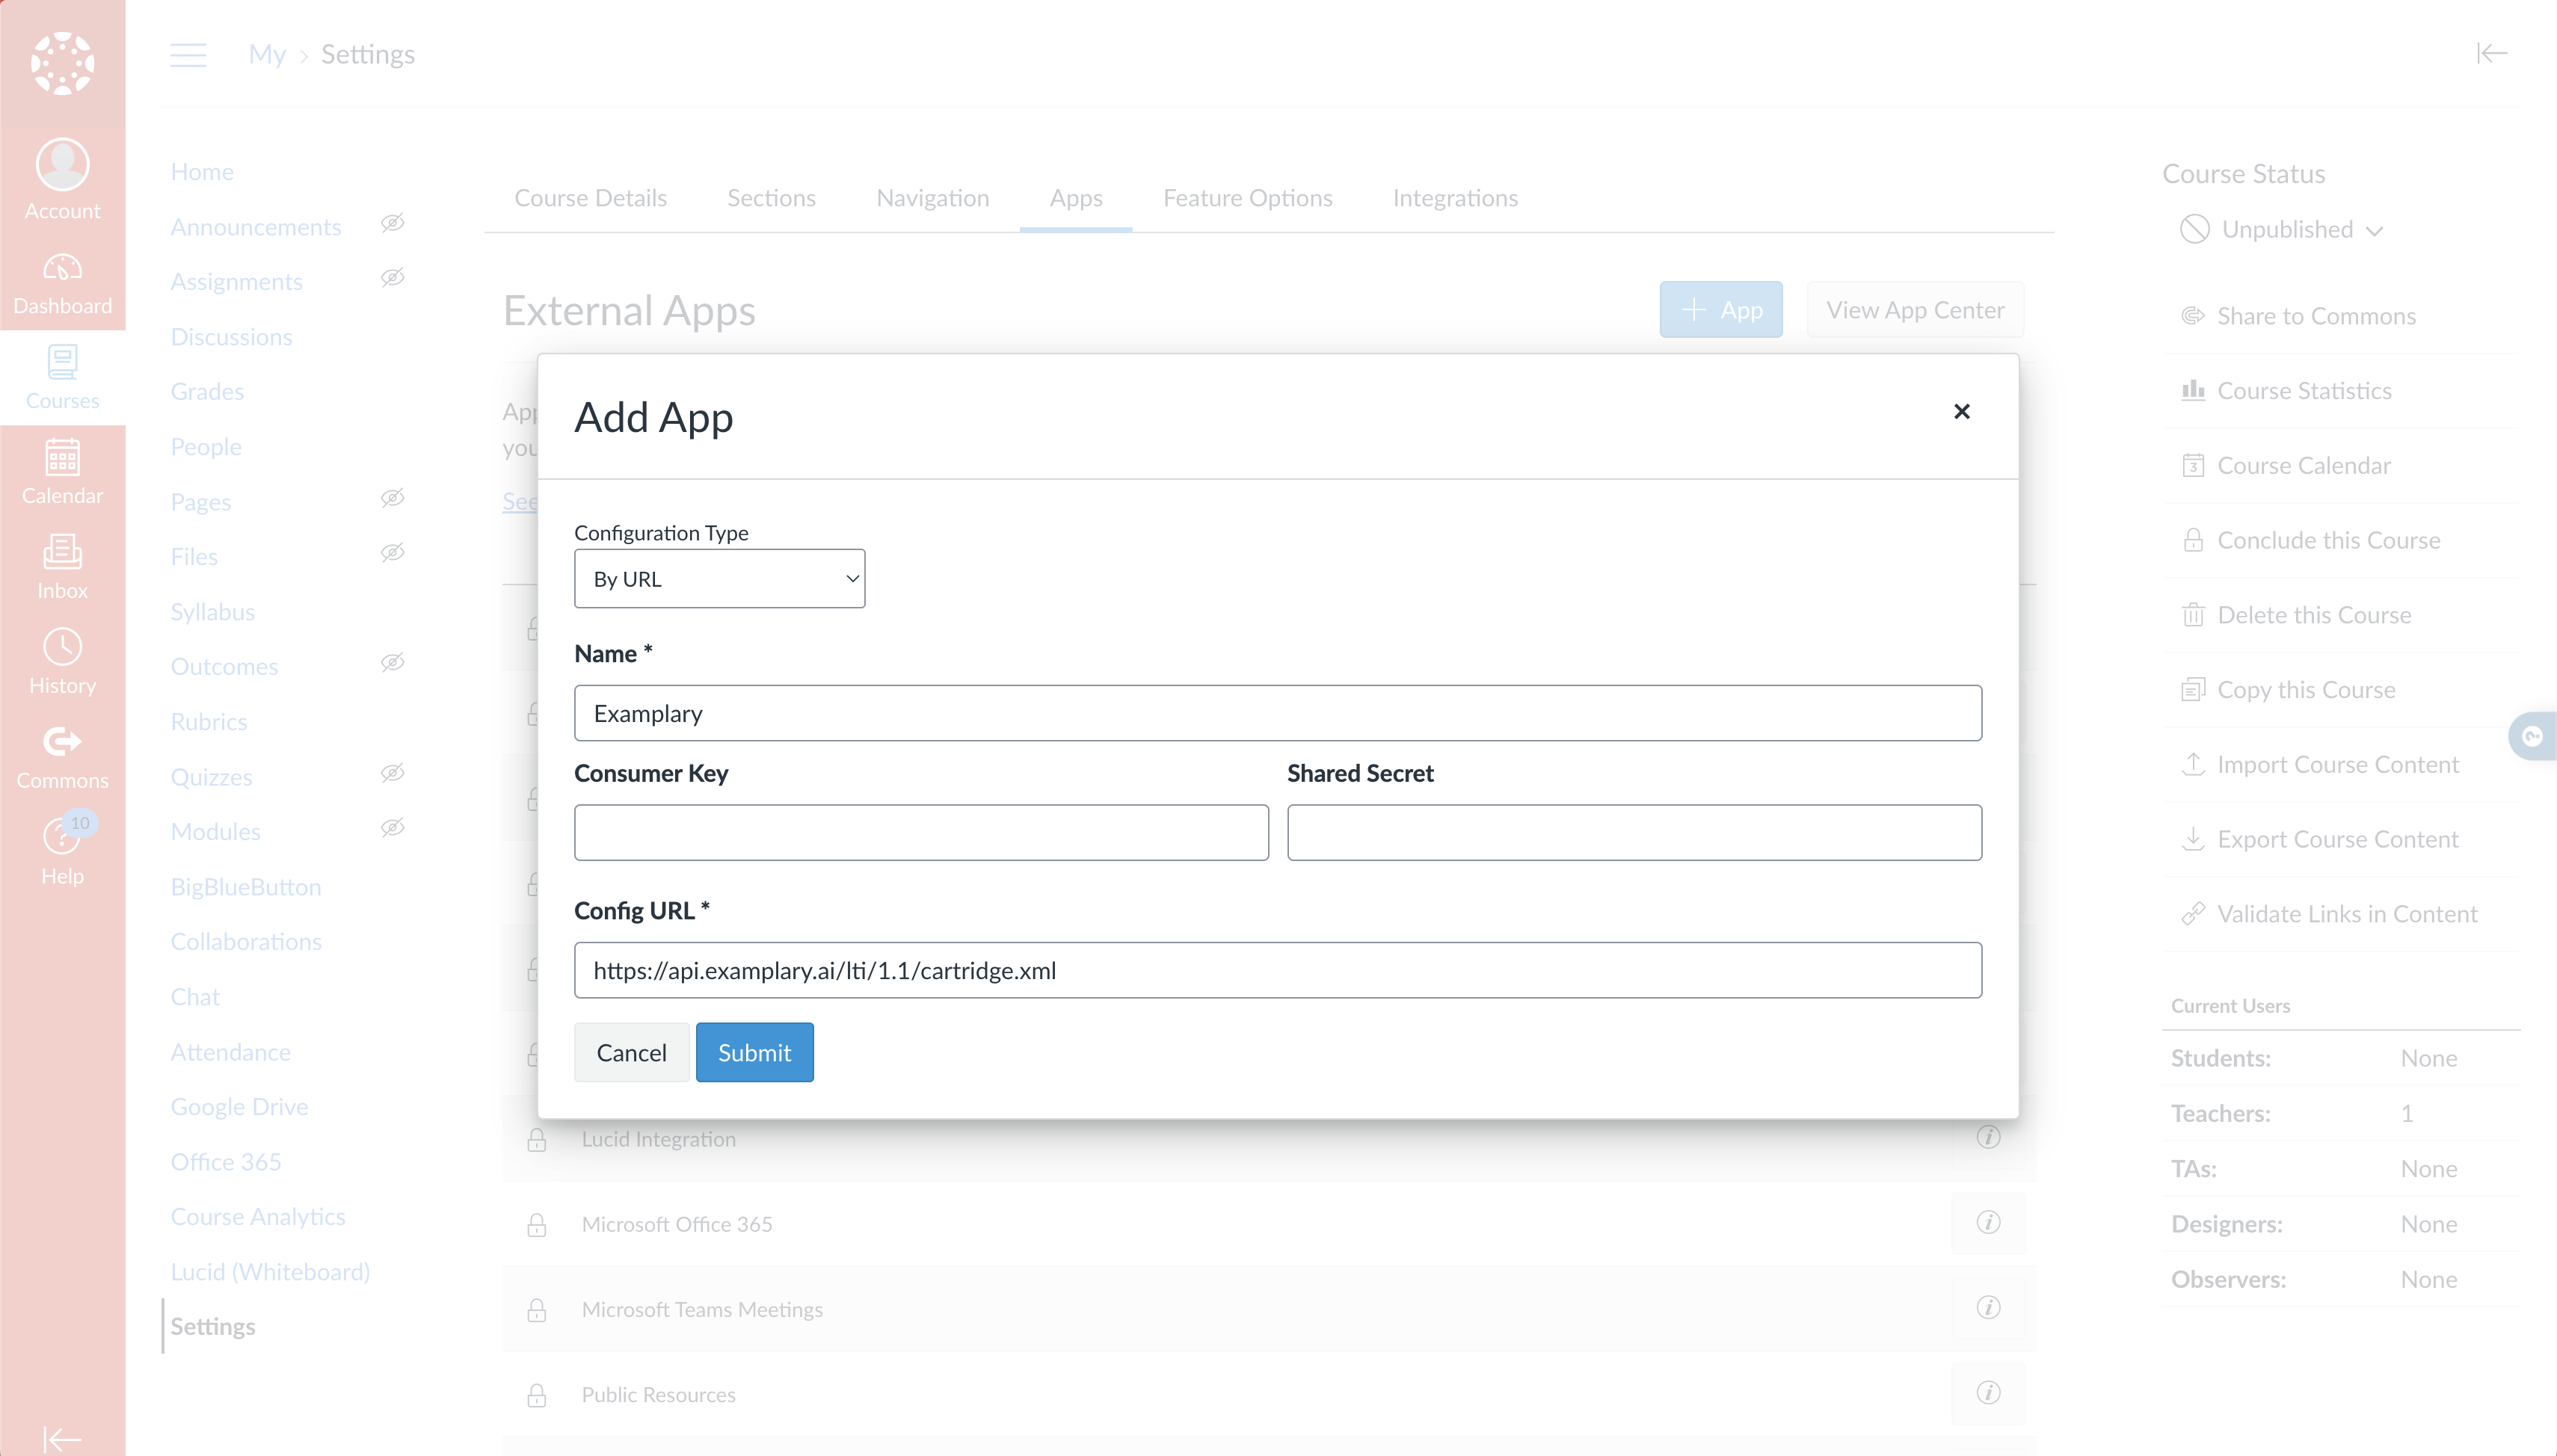 My > Settings
Account
Dashboard
Courses
Calendar
Inbox
History
Commons
10
Help
Home
Announcements
Assignments
Discussions
Grades
People
Pages
Files
Syllabus
Outcomes
Rubrics
Quizzes
Modules
BigBlueButton
Collaborations
Chat
Attendance
Google Drive
Office 365
Course Analytics
Lucid (Whiteboard)
Settings
Course Details Sections Navigation Apps Feature Options Integrations
External Apps
+ App View App Center
See
Add App
×
Configuration Type
By URL
Name *
Examplary
Consumer Key Shared Secret
Config URL *
https://api.examplary.ai/lti/1.1/cartridge.xml
Cancel Submit
Lucid Integration
Microsoft Office 365
Microsoft Teams Meetings
Public Resources
Course Status
Unpublished
Share to Commons
Course Statistics
3
Course Calendar
Conclude this Course
Delete this Course
Copy this Course
Import Course Content
Export Course Content
Validate Links in Content
Current Users
Students: None
Teachers: 1
TAs: None
Designers: None
Observers: None